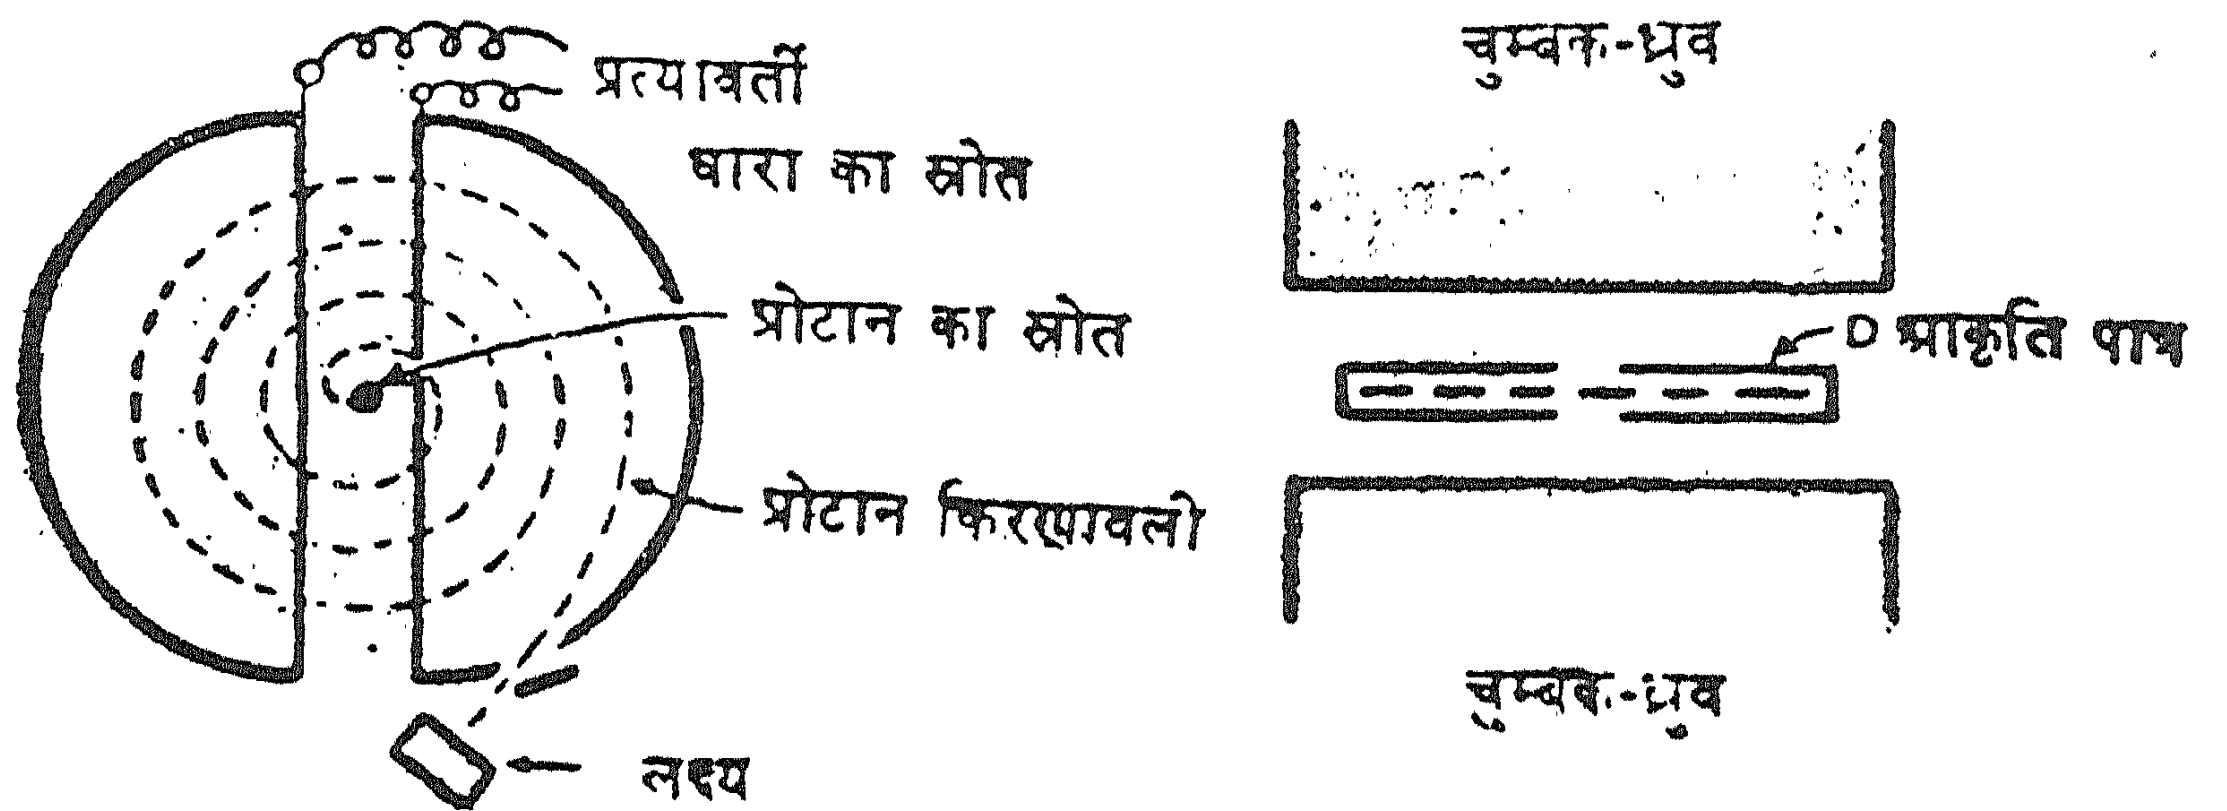 प्रत्यावर्ती
धारा का स्रोत
प्रोटान का स्रोत
प्रोटान किरणावली
लक्ष्य
चुम्बक-ध्रुव
D आकृति पात्र
चुम्बक-ध्रुव